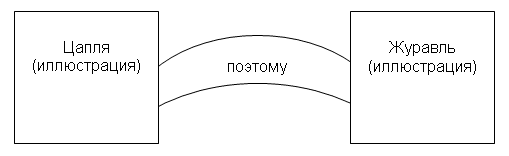 Цапля
(иллюстрация)
поэтому
Журавль
(иллюстрация)